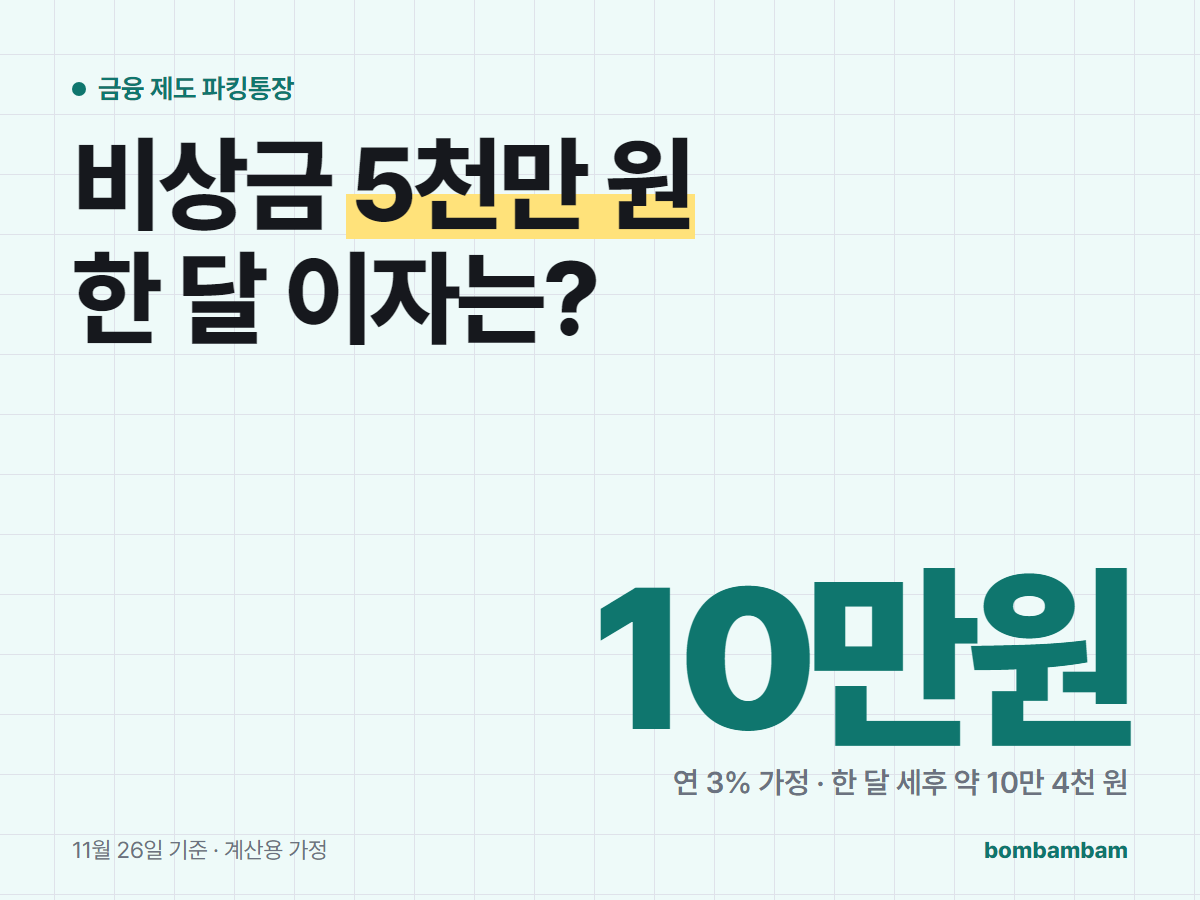 금융 제도 파킹통장
비상금 5천만 원
한 달 이자는?
10만원
연 3% 가정 · 한 달 세후 약 10만 4천 원
11월 26일 기준 · 계산용 가정
bombambam